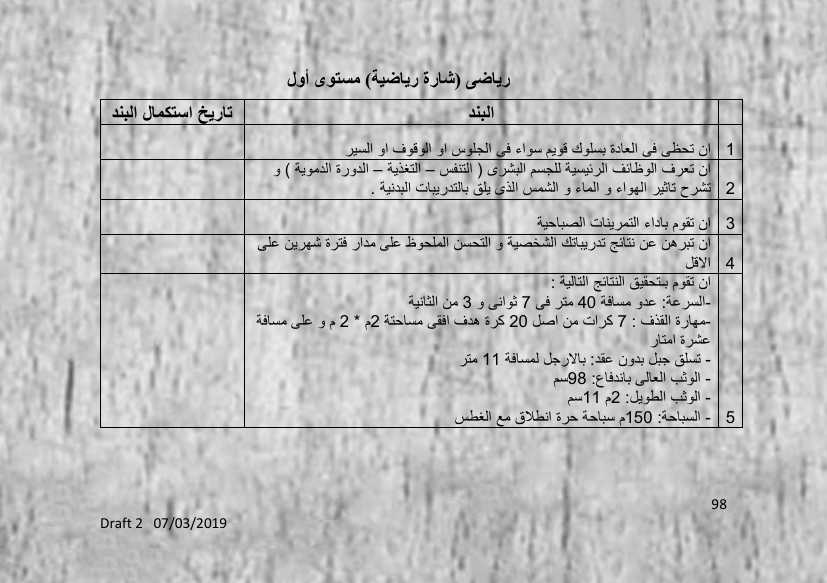 رياضى (شارة رياضية) مستوى أول
البند
تاريخ استكمال البند
1 ان تحظى فى العادة بسلوك قويم سواء فى الجلوس او الوقوف او السير
ان تعرف الوظائف الرئيسية للجسم البشرى ( التنفس – التغذية – الدورة الدموية ) و
2 تشرح تاثير الهواء و الماء و الشمس الذى يلق بالتدريبات البدنية .
3 ان تقوم باداء التمرينات الصباحية
ان تبرهن عن نتائج تدريباتك الشخصية و التحسن الملحوظ على مدار فترة شهرين على
4 الاقل
ان تقوم بتحقيق النتائج التالية :
-السرعة: عدو مسافة 40 متر فى 7 ثوانى و 3 من الثانية
-مهارة القذف : 7 كرات من اصل 20 كرة هدف افقى مساحتة 2م * 2 م و على مسافة
عشرة امتار
- تسلق جبل بدون عقد: بالارجل لمسافة 11 متر
- الوثب العالى باندفاع: 98سم
- الوثب الطويل: 2م 11سم
5 - السباحة: 150م سباحة حرة انطلاق مع الغطس
98
Draft 2 07/03/2019